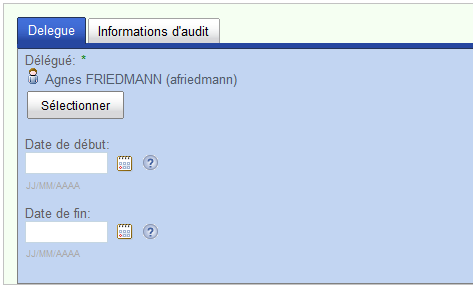 Delegue Informations d'audit
Délégué: *
Agnes FRIEDMANN (afriedmann)
Sélectionner
Date de début:
?
JJ/MM/AAAA
Date de fin:
?
JJ/MM/AAAA